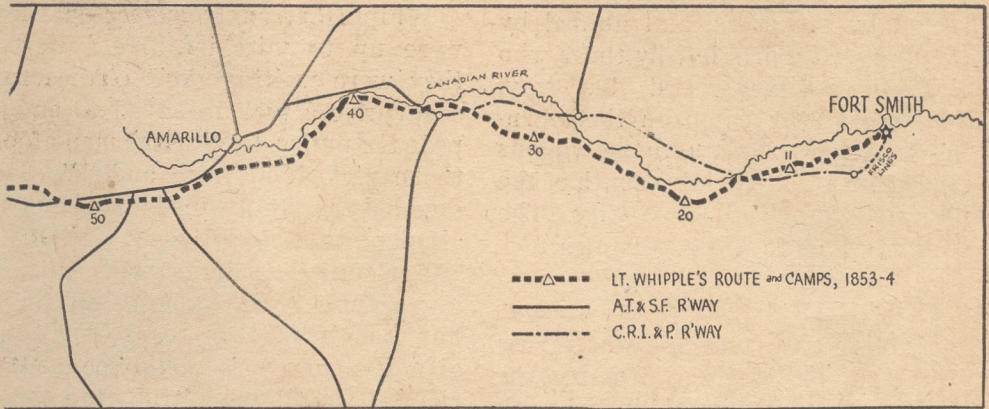 CANADIAN RIVER
FORT SMITH
40
AMARILLO
30
11
FRISCO
LINES
50
20
LT. WHIPPLE'S ROUTE and CAMPS, 1853-4
A.T. & S.F. R'WAY
C.R.I. & P. R'WAY